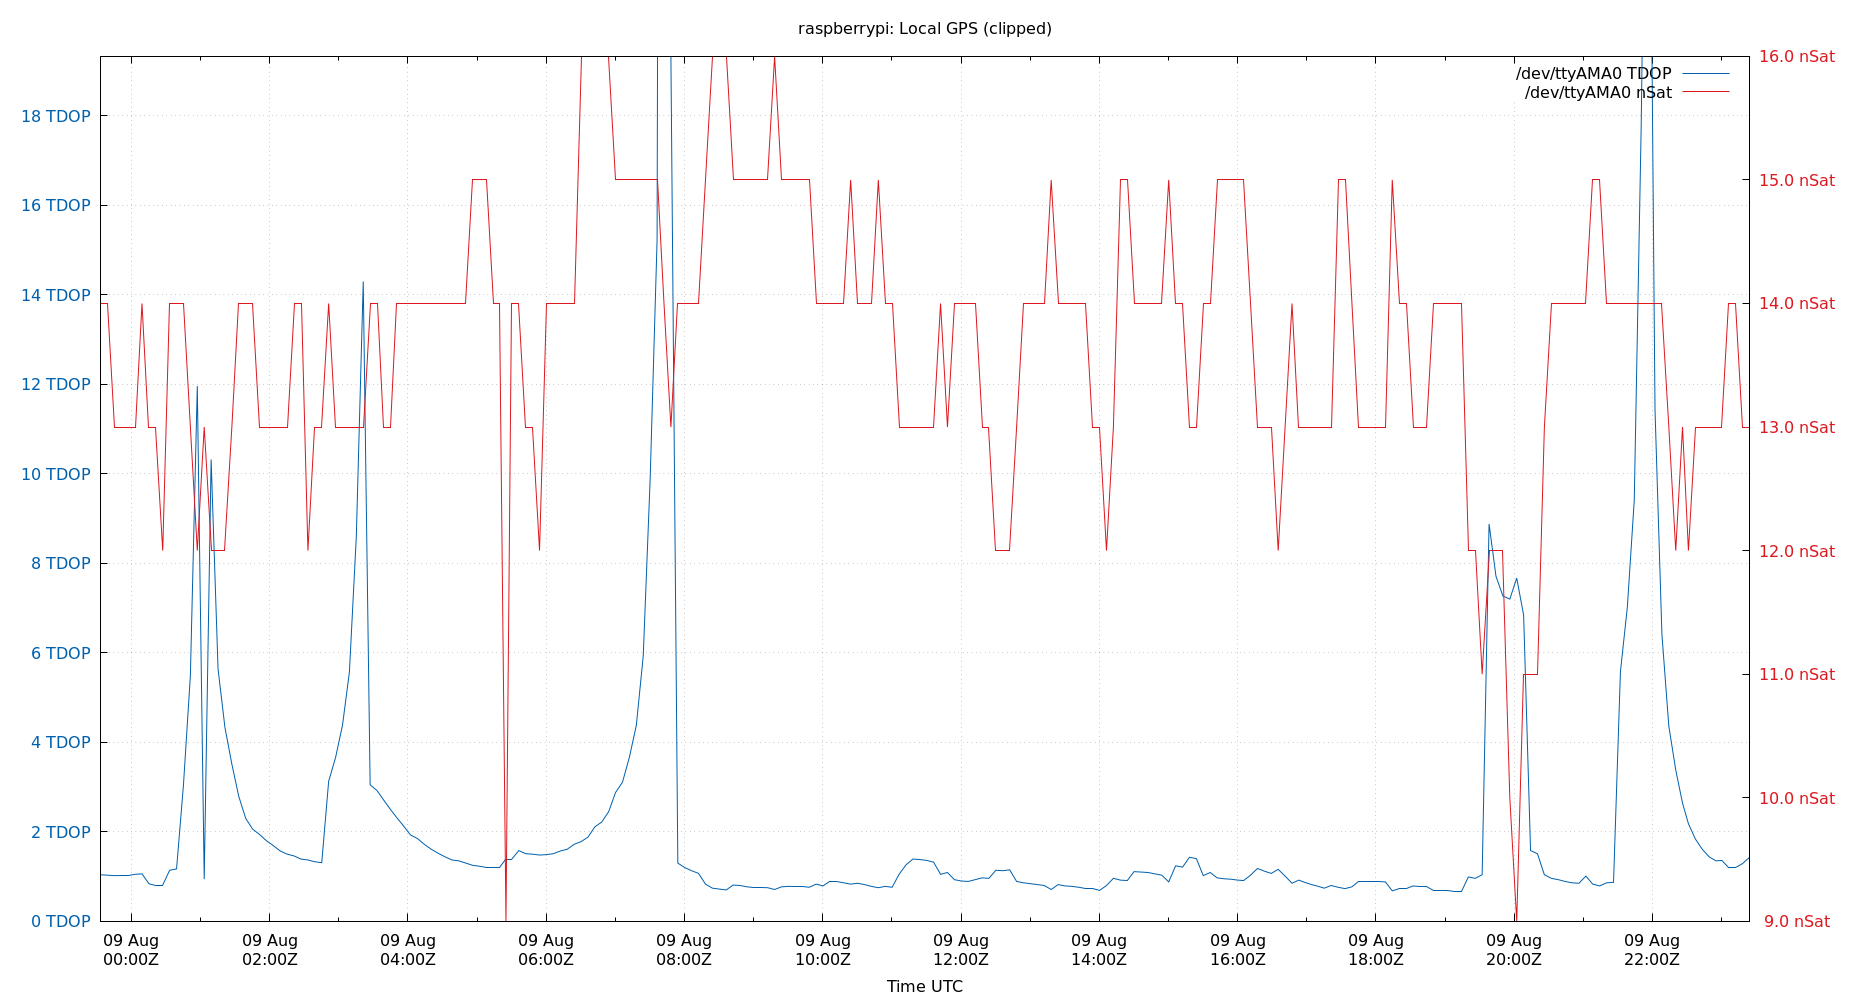 raspberrypi: Local GPS (clipped)
16.0 nSat
/dev/ttyAMA0 TDOP
/dev/ttyAMA0 nSat
18 TDOP
15.0 nSat
16 TDOP
14 TDOP
14.0 nSat
12 TDOP
13.0 nSat
10 TDOP
12.0 nSat
8 TDOP
6 TDOP
11.0 nSat
4 TDOP
10.0 nSat
2 TDOP
0 TDOP
9.0 nSat
09 Aug 09 Aug 09 Aug 09 Aug 09 Aug 09 Aug 09 Aug 09 Aug 09 Aug 09 Aug 09 Aug 09 Aug
00:00Z 02:00Z 04:00Z 06:00Z 08:00Z 10:00Z 12:00Z 14:00Z 16:00Z 18:00Z 20:00Z 22:00Z
Time UTC